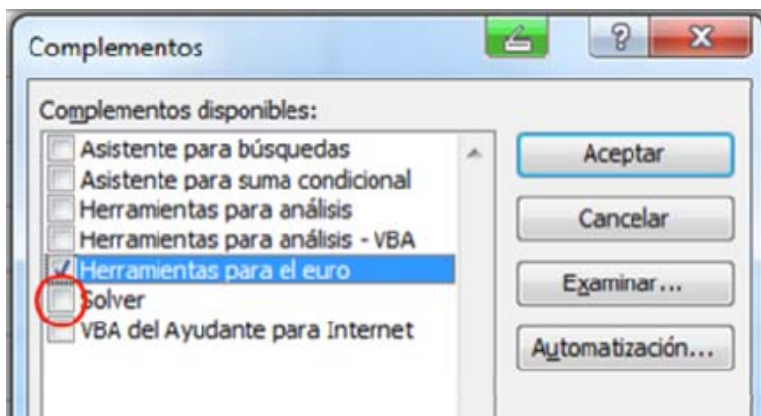 Complementos
Complementos disponibles:
Asistente para búsquedas
Asistente para suma condicional
Herramientas para análisis
Herramientas para análisis - VBA
Herramientas para el euro
Solver
VBA del Ayudante para Internet
Aceptar
Cancelar
Examinar...
Automatización...